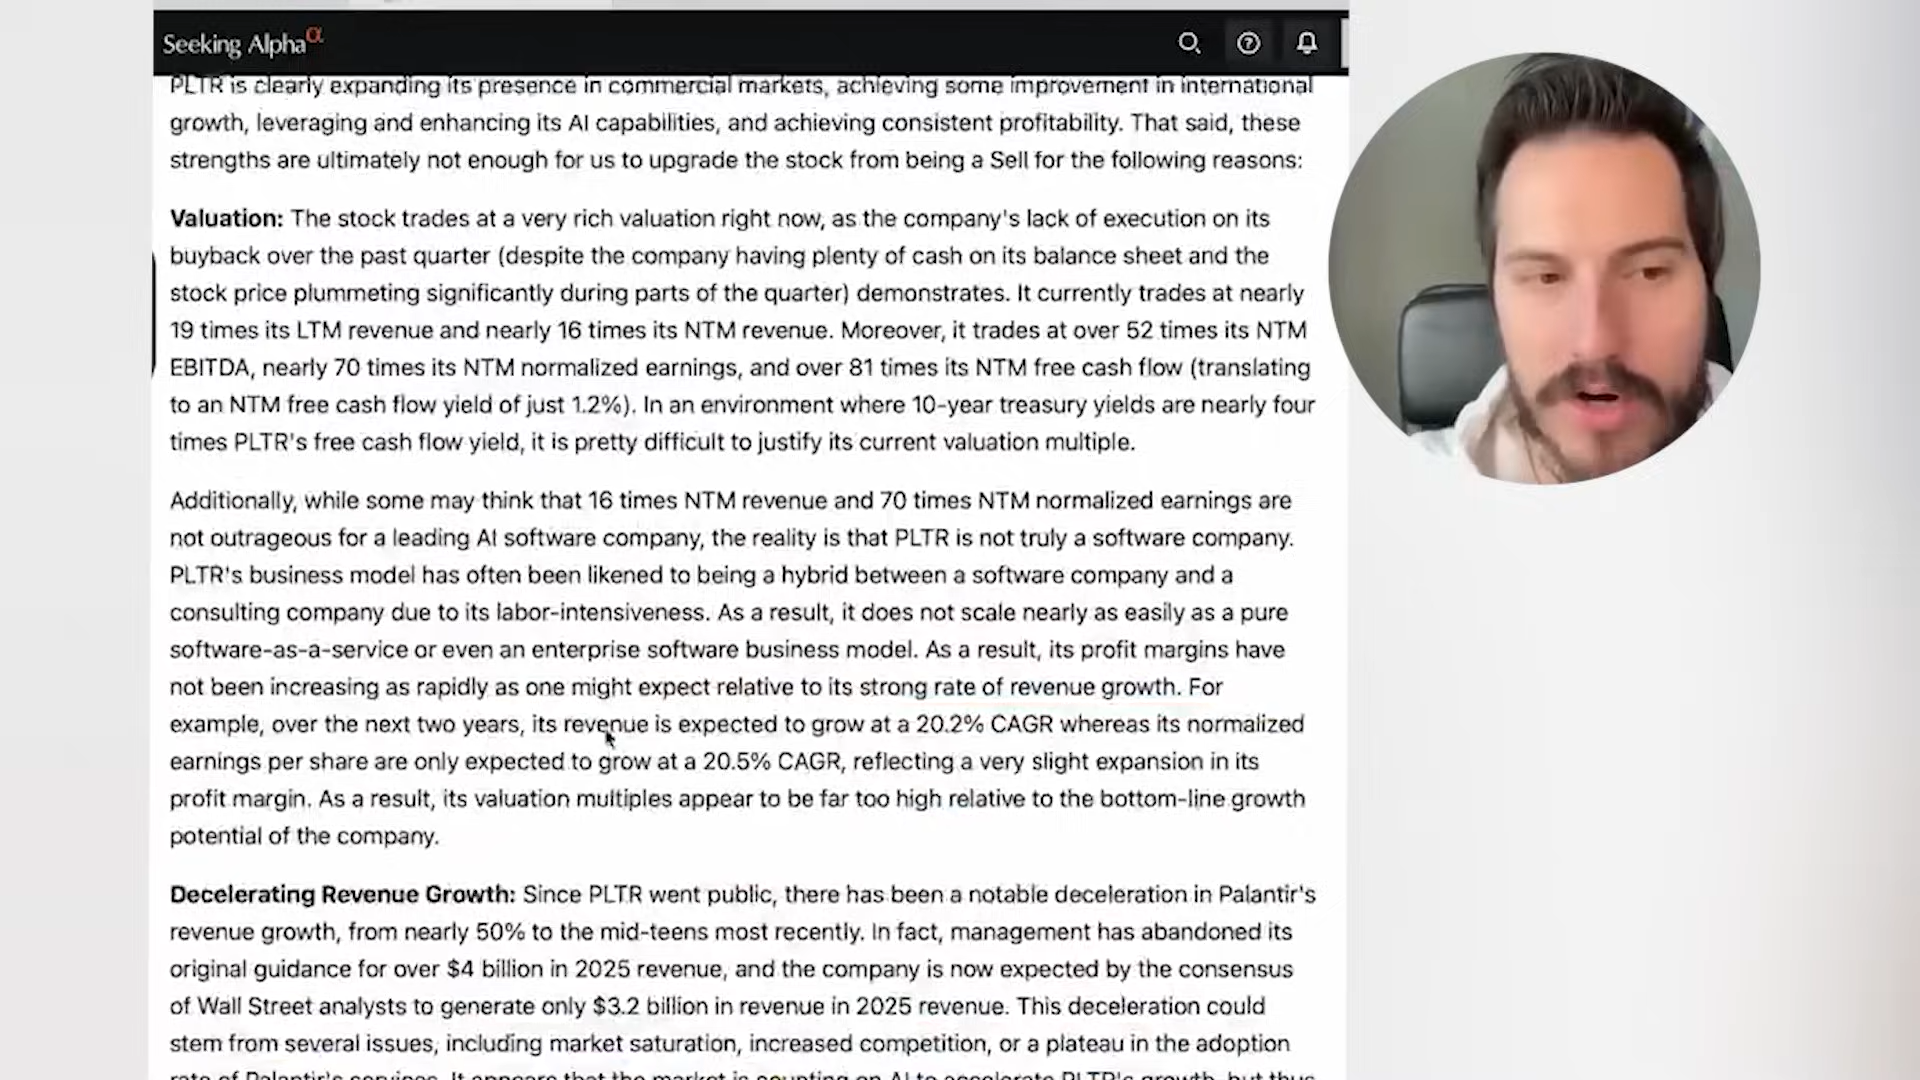 Seeking Alphaα
PLTR is clearly expanding its presence in commercial markets, achieving some improvement in international
growth, leveraging and enhancing its AI capabilities, and achieving consistent profitability. That said, these
strengths are ultimately not enough for us to upgrade the stock from being a Sell for the following reasons:
Valuation: The stock trades at a very rich valuation right now, as the company's lack of execution on its
buyback over the past quarter (despite the company having plenty of cash on its balance sheet and the
stock price plummeting significantly during parts of the quarter) demonstrates. It currently trades at nearly
19 times its LTM revenue and nearly 16 times its NTM revenue. Moreover, it trades at over 52 times its NTM
EBITDA, nearly 70 times its NTM normalized earnings, and over 81 times its NTM free cash flow (translating
to an NTM free cash flow yield of just 1.2%). In an environment where 10-year treasury yields are nearly four
times PLTR's free cash flow yield, it is pretty difficult to justify its current valuation multiple.
Additionally, while some may think that 16 times NTM revenue and 70 times NTM normalized earnings are
not outrageous for a leading AI software company, the reality is that PLTR is not truly a software company.
PLTR's business model has often been likened to being a hybrid between a software company and a
consulting company due to its labor-intensiveness. As a result, it does not scale nearly as easily as a pure
software-as-a-service or even an enterprise software business model. As a result, its profit margins have
not been increasing as rapidly as one might expect relative to its strong rate of revenue growth. For
example, over the next two years, its revenue is expected to grow at a 20.2% CAGR whereas its normalized
earnings per share are only expected to grow at a 20.5% CAGR, reflecting a very slight expansion in its
profit margin. As a result, its valuation multiples appear to be far too high relative to the bottom-line growth
potential of the company.
Decelerating Revenue Growth: Since PLTR went public, there has been a notable deceleration in Palantir's
revenue growth, from nearly 50% to the mid-teens most recently. In fact, management has abandoned its
original guidance for over $4 billion in 2025 revenue, and the company is now expected by the consensus
of Wall Street analysts to generate only $3.2 billion in revenue in 2025 revenue. This deceleration could
stem from several issues, including market saturation, increased competition, or a plateau in the adoption
rate of Palantir's services. It appears that the market is counting on AI to accelerate PLTR's growth, but thus